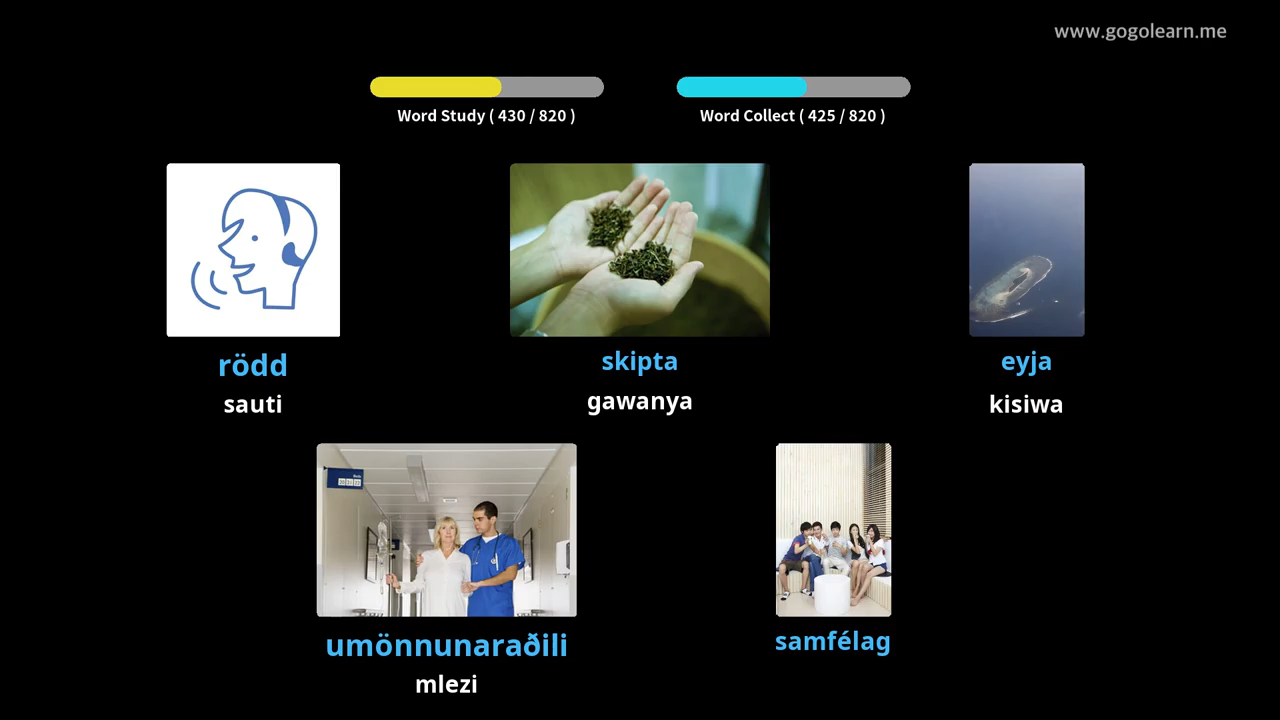 www.gogolearn.me
Word Study ( 430 / 820 )
Word Collect ( 425 / 820 )
rödd
sauti
skipta
gawanya
eyja
kisiwa
umönnunaraðili
mlezi
samfélag